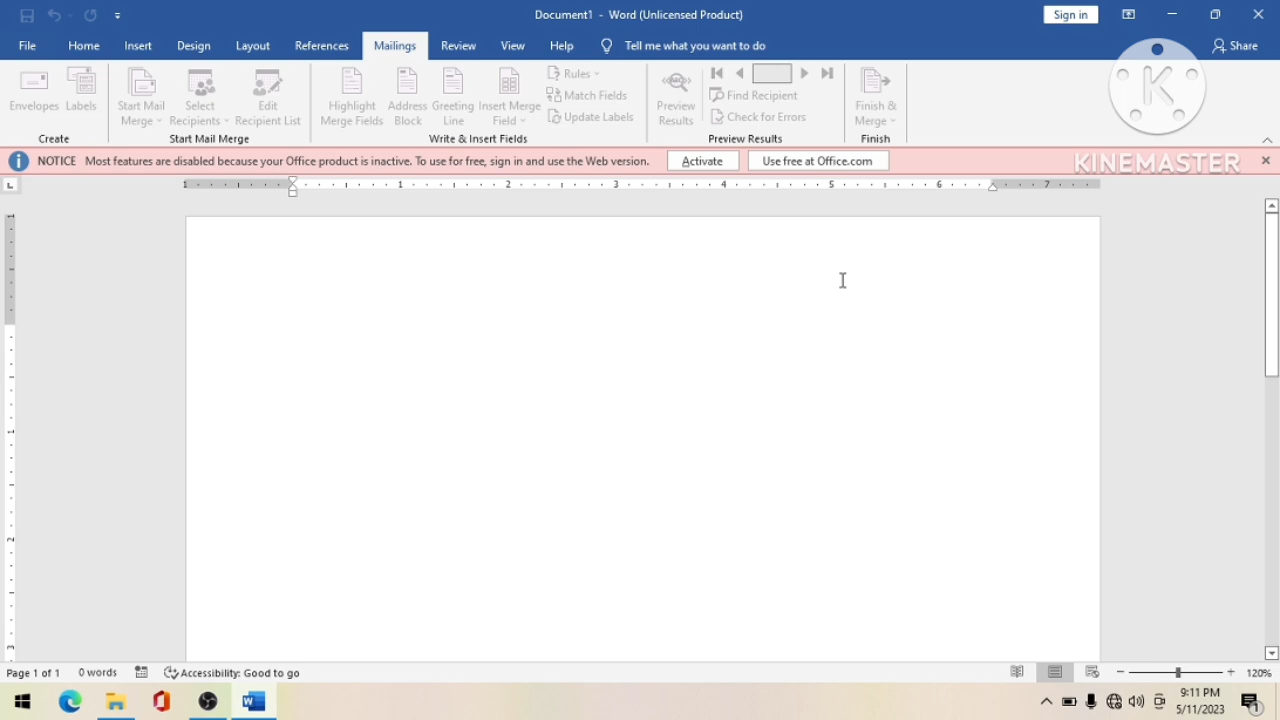 Document1 - Word (Unlicensed Product)
Sign in
File Home Insert Design Layout References Mailings Review View Help Tell me what you want to do Share
Envelopes Labels
Create
Start Mail Merge
Select Recipients
Edit Recipient List
Start Mail Merge
Highlight Merge Fields
Address Block
Greeting Line
Insert Merge Field
Rules
Match Fields
Update Labels
Write & Insert Fields
Preview Results
Find Recipient
Check for Errors
Preview Results
Finish & Merge
Finish
K
NOTICE Most features are disabled because your Office product is inactive. To use for free, sign in and use the Web version. Activate Use free at Office.com
KINEMASTER
1 1 2 3 4 5 6 7
1
1
2
3
Page 1 of 1 0 words Accessibility: Good to go 120%
9:11 PM
5/11/2023
1